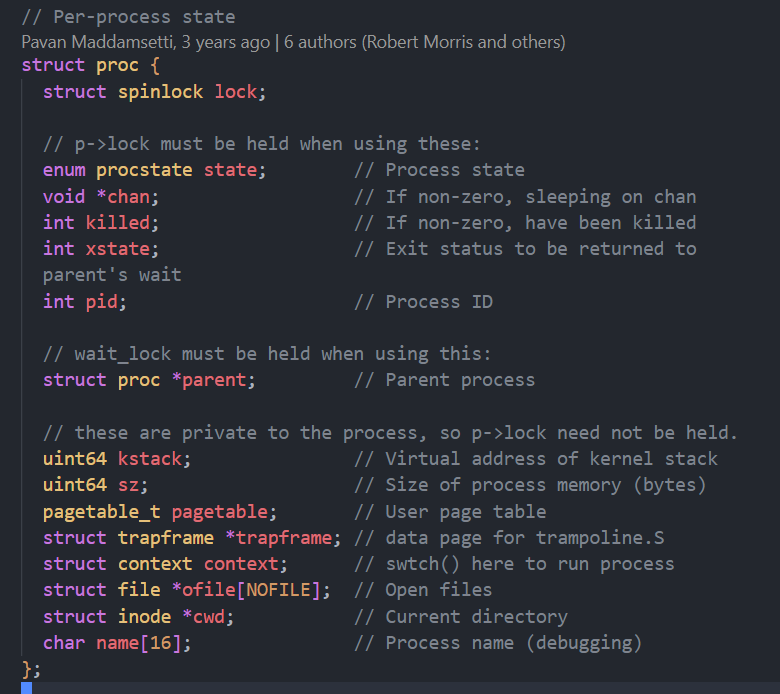 // Per-process state
Pavan Maddamsetti, 3 years ago | 6 authors (Robert Morris and others)
struct proc {
  struct spinlock lock;

  // p->lock must be held when using these:
  enum procstate state;        // Process state
  void *chan;                  // If non-zero, sleeping on chan
  int killed;                  // If non-zero, have been killed
  int xstate;                  // Exit status to be returned to
  parent's wait
  int pid;                     // Process ID

  // wait_lock must be held when using this:
  struct proc *parent;         // Parent process

  // these are private to the process, so p->lock need not be held.
  uint64 kstack;               // Virtual address of kernel stack
  uint64 sz;                   // Size of process memory (bytes)
  pagetable_t pagetable;       // User page table
  struct trapframe *trapframe; // data page for trampoline.S
  struct context context;      // swtch() here to run process
  struct file *ofile[NOFILE];  // Open files
  struct inode *cwd;           // Current directory
  char name[16];               // Process name (debugging)
};